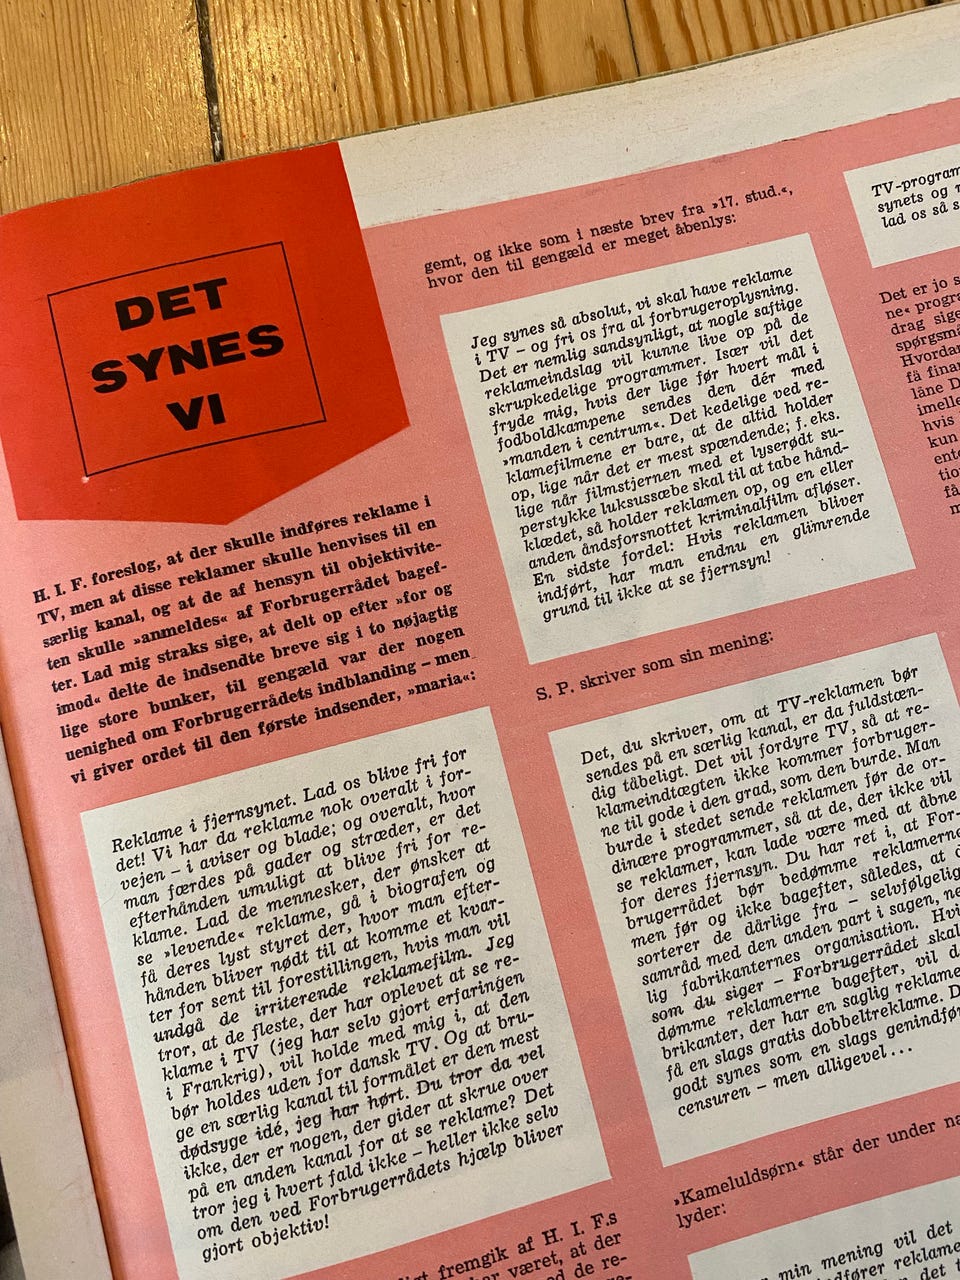 DET
SYNES
VI
H. I. F. foreslog, at der skulle indføres reklame i
TV, men at disse reklamer skulle henvises til en
særlig kanal, og at de af hensyn til objektivite-
ten skulle »anmeldes« af Forbrugerrådet bagef-
ter. Lad mig straks sige, at delt op efter »for og
imod« delte de indsendte breve sig i to nøjagtig
lige store bunker, til gengæld var der nogen
uenighed om Forbrugerrådets indblanding – men
vi giver ordet til den første indsender, »maria«:
Reklame i fjernsynet. Lad os blive fri for
det! Vi har da reklame nok overalt i for-
vejen – i aviser og blade; og overalt, hvor
man færdes på gader og stræder, er det
efterhånden umuligt at blive fri for re-
klame. Lad de mennesker, der ønsker at
se »levende« reklame, gå i biografen og
få deres lyst styret der, hvor man efter-
hånden bliver nødt til at komme et kvar-
ter for sent til forestillingen, hvis man vil
undgå de irriterende reklamefilm. Jeg
tror, at de fleste, der har oplevet at se re-
klame i TV (jeg har selv gjort erfaringen
i Frankrig), vil holde med mig i, at den
bør holdes uden for dansk TV. Og at bru-
ge en særlig kanal til formålet er den mest
dødsyge idé, jeg har hørt. Du tror da vel
ikke, der er nogen, der gider at skrue over
på en anden kanal for at se reklame? Det
tror jeg i hvert fald ikke – heller ikke selv
om den ved Forbrugerrådets hjælp bliver
gjort objektiv!
fremgik af H. I. F.s
været, at der
de re-
gemt, og ikke som i næste brev fra »17. stud.«,
hvor den til gengæld er meget åbenlys:
Jeg synes så absolut, vi skal have reklame
i TV – og fri os fra al forbrugeroplysning.
Det er nemlig sandsynligt, at nogle saftige
reklameindslag vil kunne live op på de
skrupkedelige programmer. Især vil det
fryde mig, hvis der lige før hvert mål i
fodboldkampene sendes den dér med
»manden i centrum«. Det kedelige ved re-
klamefilmene er bare, at de altid holder
op, lige når det er mest spændende; f. eks.
lige når filmstjernen med et lyserødt su-
perstykke luksussæbe skal til at tabe hånd-
klædet, så holder reklamen op, og en eller
anden åndsforsnottet kriminalfilm afløser.
En sidste fordel: Hvis reklamen bliver
indført, har man endnu en glimrende
grund til ikke at se fjernsyn!
S. P. skriver som sin mening:
Det, du skriver, om at TV-reklamen bør
sendes på en særlig kanal, er da fuldstæn-
dig tåbeligt. Det vil fordyre TV, så at re-
klameindtægten ikke kommer forbruger-
ne til gode i den grad, som den burde. Man
burde i stedet sende reklamen før de or-
dinære programmer, så at de, der ikke vil
se reklamer, kan lade være med at åbne
for deres fjernsyn. Du har ret i, at For-
brugerrådet bør bedømme reklamerne
men før og ikke bagefter, således, at
sorterer de dårlige fra – selvfølgelig
samråd med den anden part i sagen,
lig fabrikanternes organisation.
som du siger – Forbrugerrådet skal
dømme reklamerne bagefter, vil
brikanter, der har en saglig reklame
få en slags gratis dobbeltreklame.
godt synes som en slags genindfør
censuren – men alligevel ...
»Kameluldsørn« står der under
lyder:
min mening vil det
indfører reklame
TV-program
synets og
lad os så
Det er jo
ne« progra
drag sige
spørgsmå
Hvordan
få finan
låne D
imelle
hvis
kun
ente
tio
få